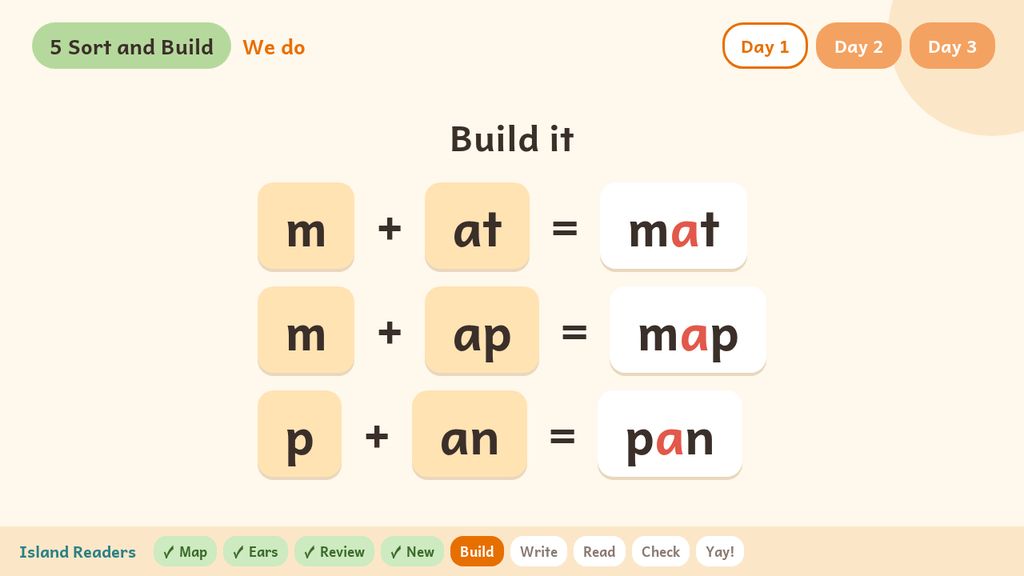 5 Sort and Build We do Day 1 Day 2 Day 3
Build it
m + at = mat
m + ap = map
p + an = pan
Island Readers ✓ Map ✓ Ears ✓ Review ✓ New Build Write Read Check Yay!